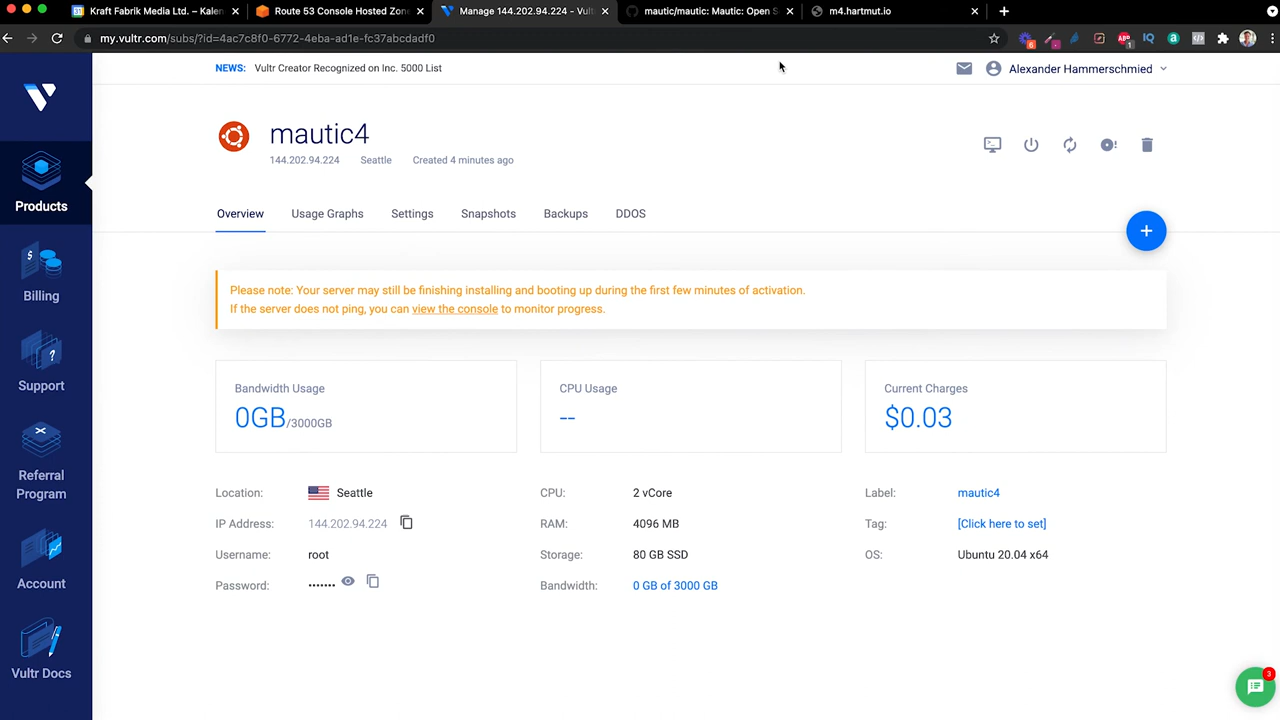 Kraft Fabrik Media Ltd. – Kalen
Route 53 Console Hosted Zon
Manage 144.202.94.224 - Vultr
mautic/mautic: Mautic: Open S
m4.hartmut.io
my.vultr.com/subs/?id=4ac7c8f0-6772-4eba-ad1e-fc37abcdadf0
NEWS: Vultr Creator Recognized on Inc. 5000 List
Alexander Hammerschmied
mautic4
144.202.94.224 Seattle Created 4 minutes ago
Products
Billing
Support
Referral
Program
Account
Vultr Docs
Overview Usage Graphs Settings Snapshots Backups DDOS
Please note: Your server may still be finishing installing and booting up during the first few minutes of activation.
If the server does not ping, you can view the console to monitor progress.
Bandwidth Usage
0GB/3000GB
CPU Usage
--
Current Charges
$0.03
Location: Seattle
IP Address: 144.202.94.224
Username: root
Password: •••••••
CPU: 2 vCore
RAM: 4096 MB
Storage: 80 GB SSD
Bandwidth: 0 GB of 3000 GB
Label: mautic4
Tag: [Click here to set]
OS: Ubuntu 20.04 x64
3